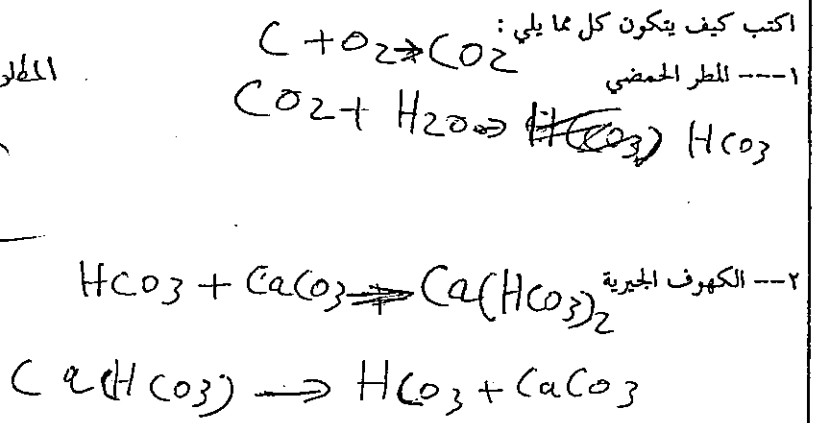 اكتب كيف يتكون كل مما يلي :
C + O2 → CO2
١---- المطر الحمضي
CO2 + H2O → HCO3
٢--- الكهوف الجيرية
HCO3 + CaCO3 → Ca(HCO3)2
Ca(HCO3) → HCO3 + CaCO3